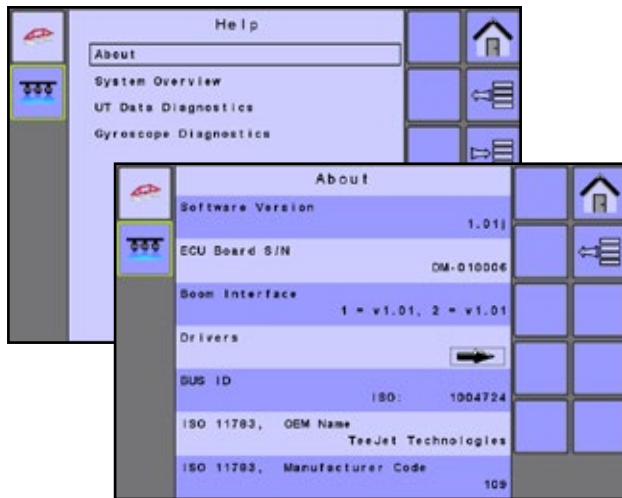 Help
About
System Overview
UT Data Diagnostics
Gyroscope Diagnostics
About
Software Version
1.01j
ECU Board S/N
DM-010006
Boom Interface
1 = v1.01, 2 = v1.01
Drivers
BUS ID
ISO: 1004724
ISO 11783, OEM Name
TeeJet Technologies
ISO 11783, Manufacturer Code
109